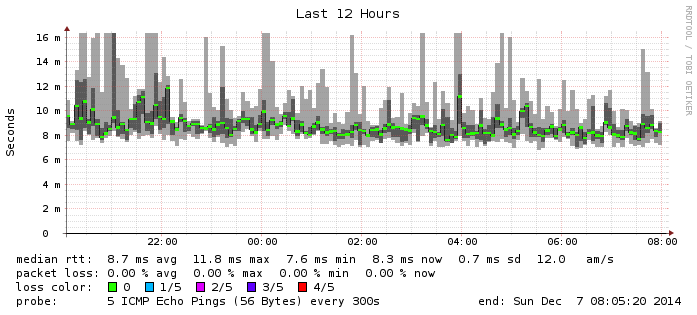 Last 12 Hours
RRDTOOL / TOBI OETIKER
Seconds
16 m
14 m
12 m
10 m
8 m
6 m
4 m
2 m
0
22:00 00:00 02:00 04:00 06:00 08:00
median rtt: 8.7 ms avg 11.8 ms max 7.6 ms min 8.3 ms now 0.7 ms sd 12.0 am/s
packet loss: 0.00 % avg 0.00 % max 0.00 % min 0.00 % now
loss color: 0 1/5 2/5 3/5 4/5
probe: 5 ICMP Echo Pings (56 Bytes) every 300s end: Sun Dec 7 08:05:20 2014